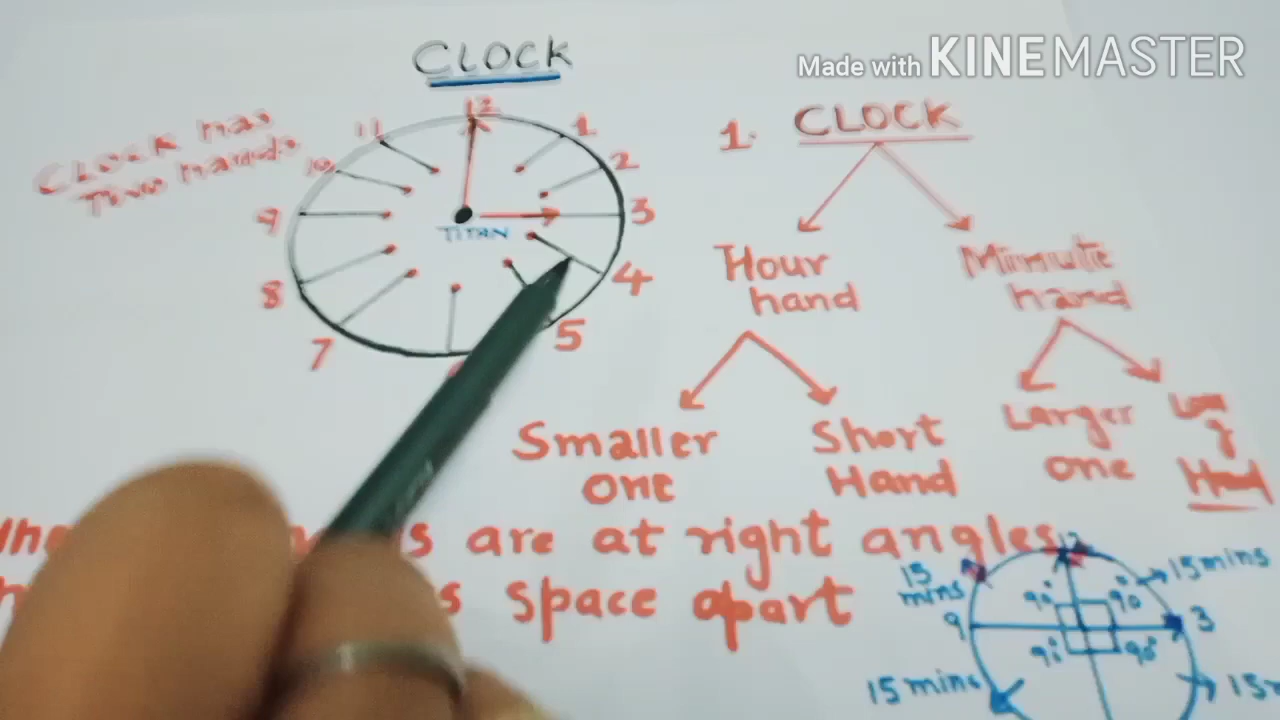 CLOCK
Made with KINEMASTER
CLOCK has
Two hands
12
11
1
10
2
9
3
8
4
7
5
TITAN
1. CLOCK
Hour
hand
Minute
hand
Smaller
one
Short
Hand
Larger
one
Long
Hand
are at right angles
space apart
12
15
mins
15 mins
90°
90°
9
3
90°
90°
15 mins